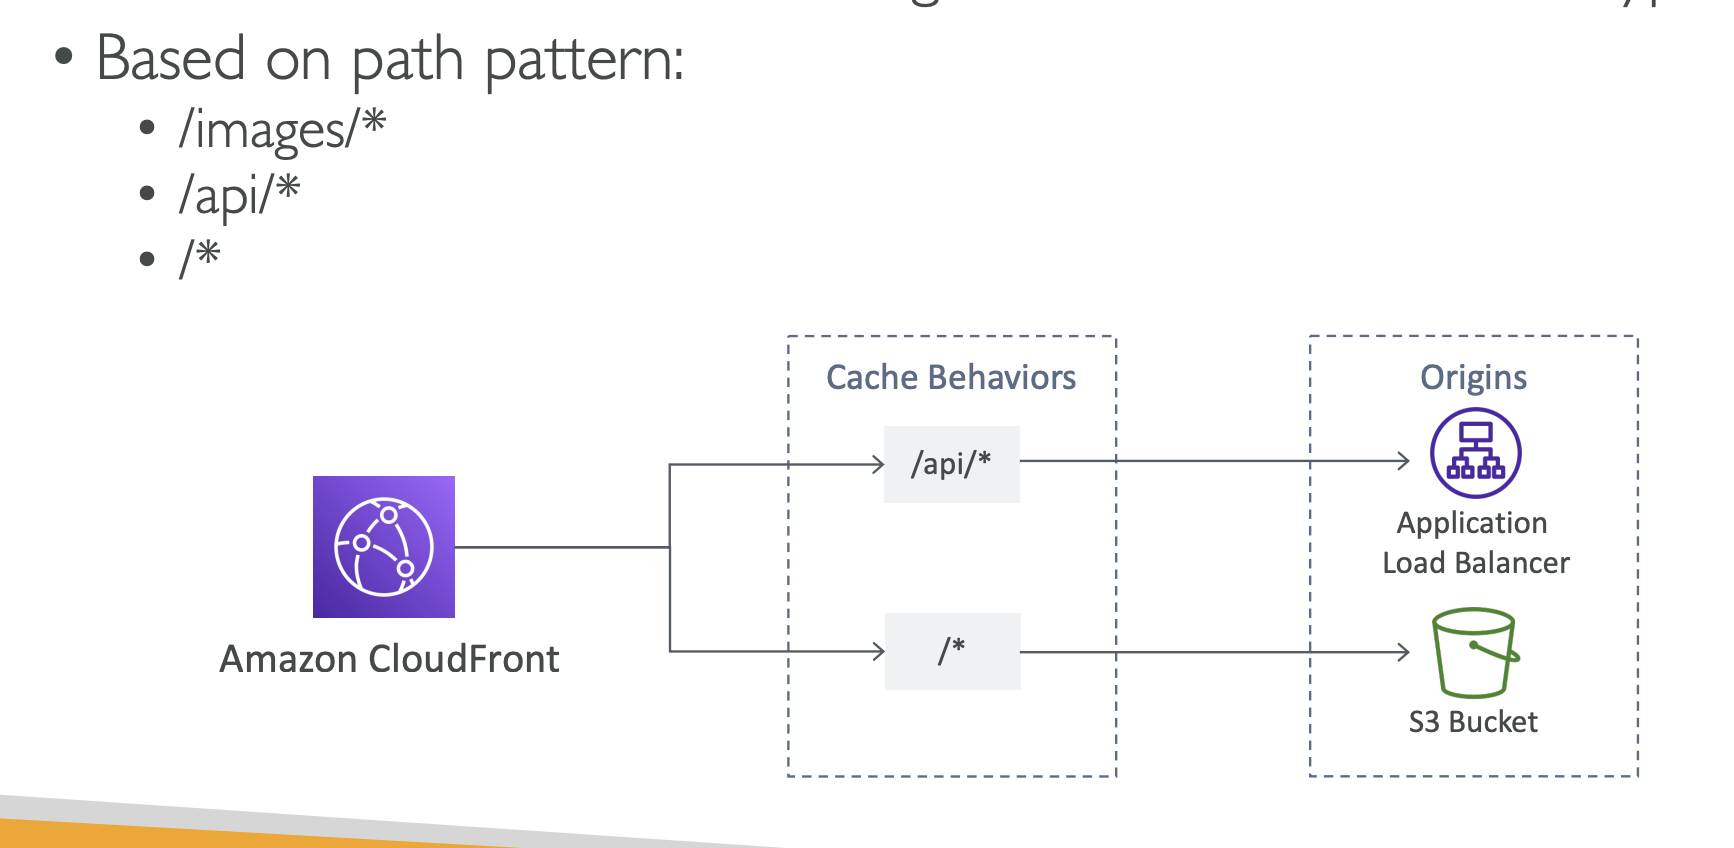 • Based on path pattern:
• /images/*
• /api/*
• /*
Cache Behaviors
Origins
/api/*
Application
Load Balancer
Amazon CloudFront
/*
S3 Bucket